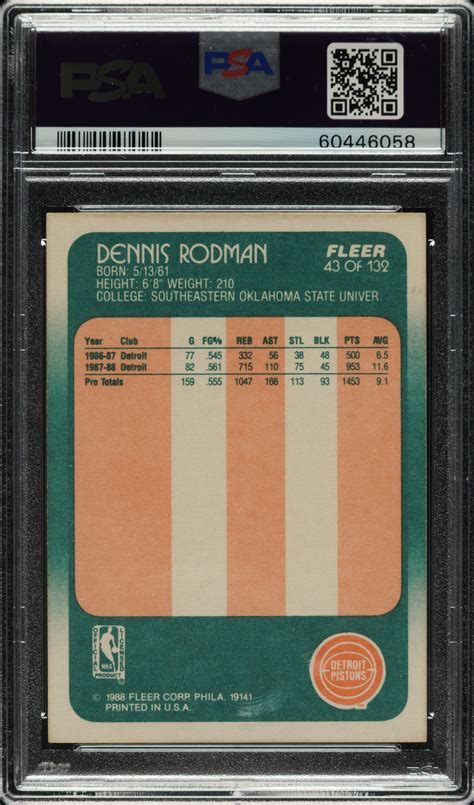 PSA PSA
60446058
DENNIS RODMAN FLEER
BORN: 5/13/61 43 OF 132
HEIGHT: 6'8" WEIGHT: 210
COLLEGE: SOUTHEASTERN OKLAHOMA STATE UNIVER
Year Club G FG% REB AST STL BLK PTS AVG
1986-87 Detroit 77 .545 332 56 38 48 500 6.5
1987-88 Detroit 82 .561 715 110 75 45 953 11.6
Pro Totals 159 .555 1047 166 113 93 1453 9.1
OFFICIAL LICENSED
NBA
PRODUCT
DETROIT
PISTONS
© 1988 FLEER CORP. PHILA. 19141
PRINTED IN U.S.A.